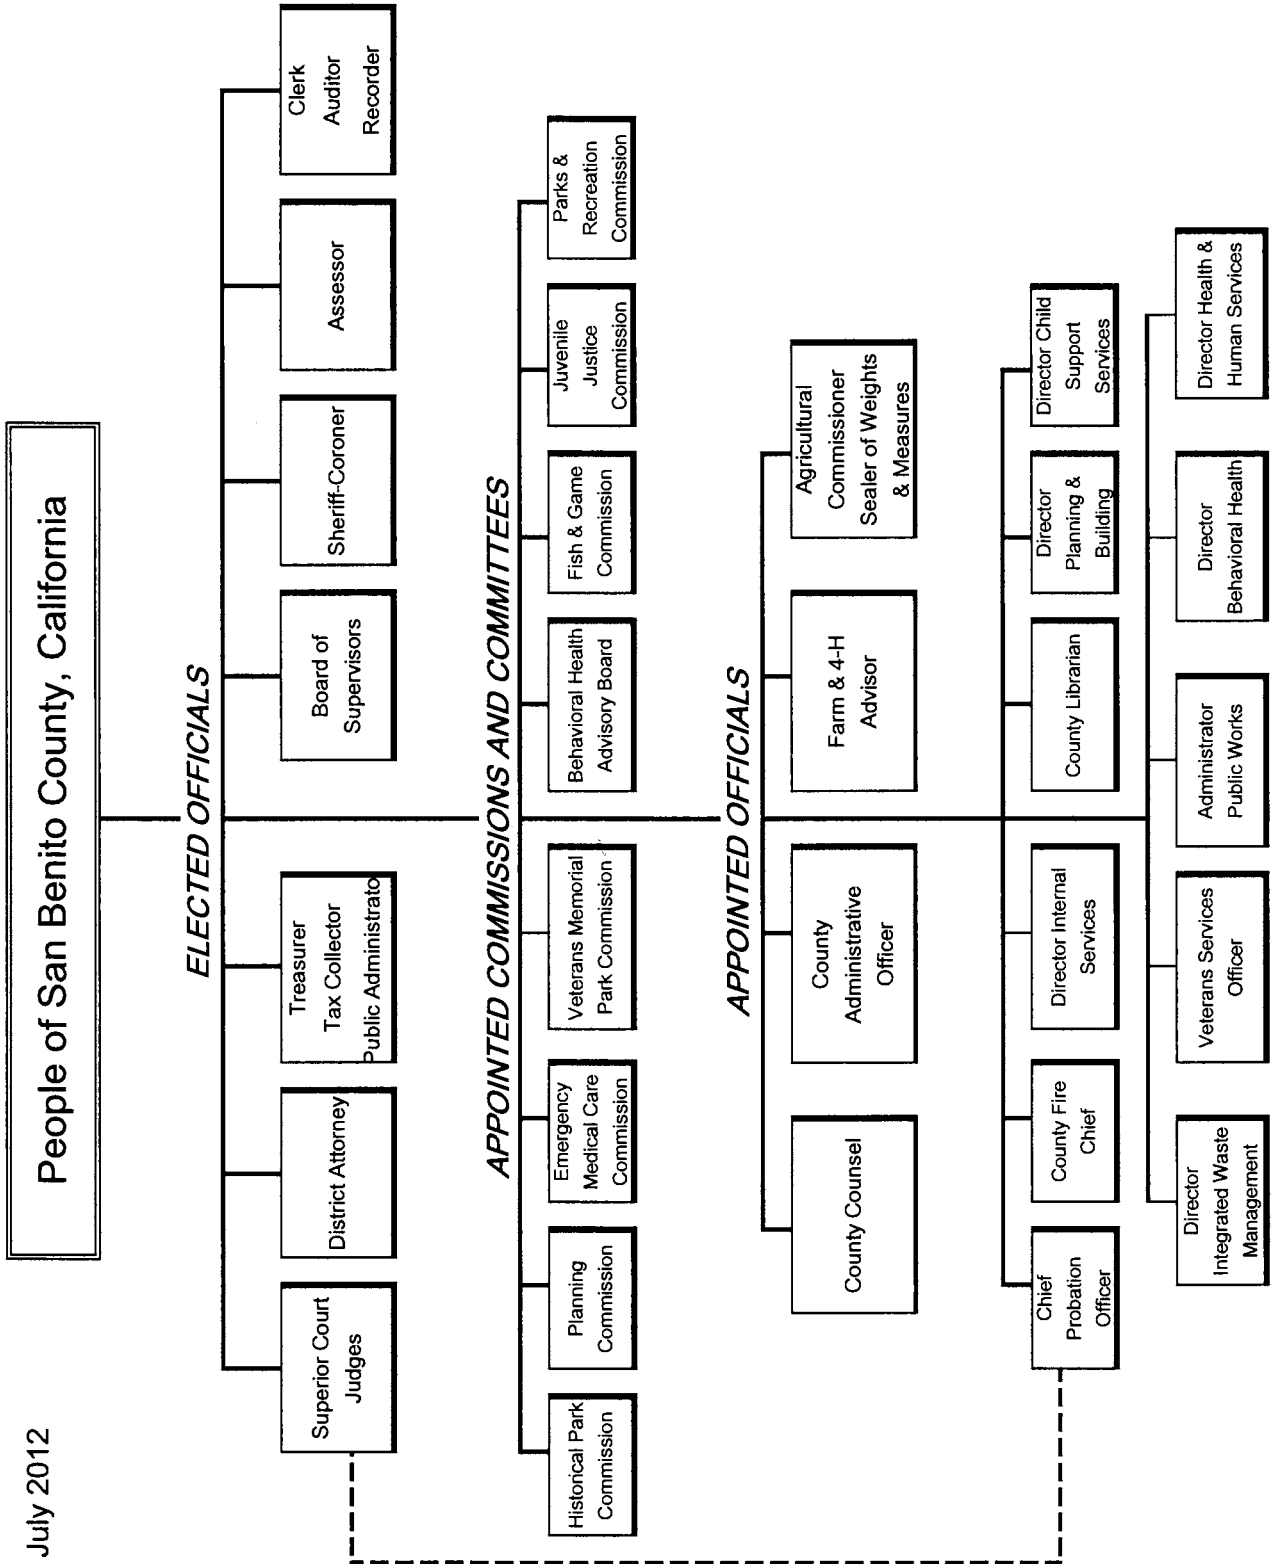 July 2012
People of San Benito County, California
ELECTED OFFICIALS
Superior Court
Judges
District Attorney
Treasurer
Tax Collector
Public Administrato
Board of
Supervisors
Sheriff-Coroner
Assessor
Clerk
Auditor
Recorder
APPOINTED COMMISSIONS AND COMMITTEES
Historical Park
Commission
Planning
Commission
Emergency
Medical Care
Commission
Veterans Memorial
Park Commission
Behavioral Health
Advisory Board
Fish & Game
Commission
Juvenile
Justice
Commission
Parks &
Recreation
Commission
APPOINTED OFFICIALS
County Counsel
County
Administrative
Officer
Farm & 4-H
Advisor
Agricultural
Commissioner
Sealer of Weights
& Measures
Chief
Probation
Officer
County Fire
Chief
Director Internal
Services
County Librarian
Director
Planning &
Building
Director Child
Support
Services
Director
Integrated Waste
Management
Veterans Services
Officer
Administrator
Public Works
Director
Behavioral Health
Director Health &
Human Services